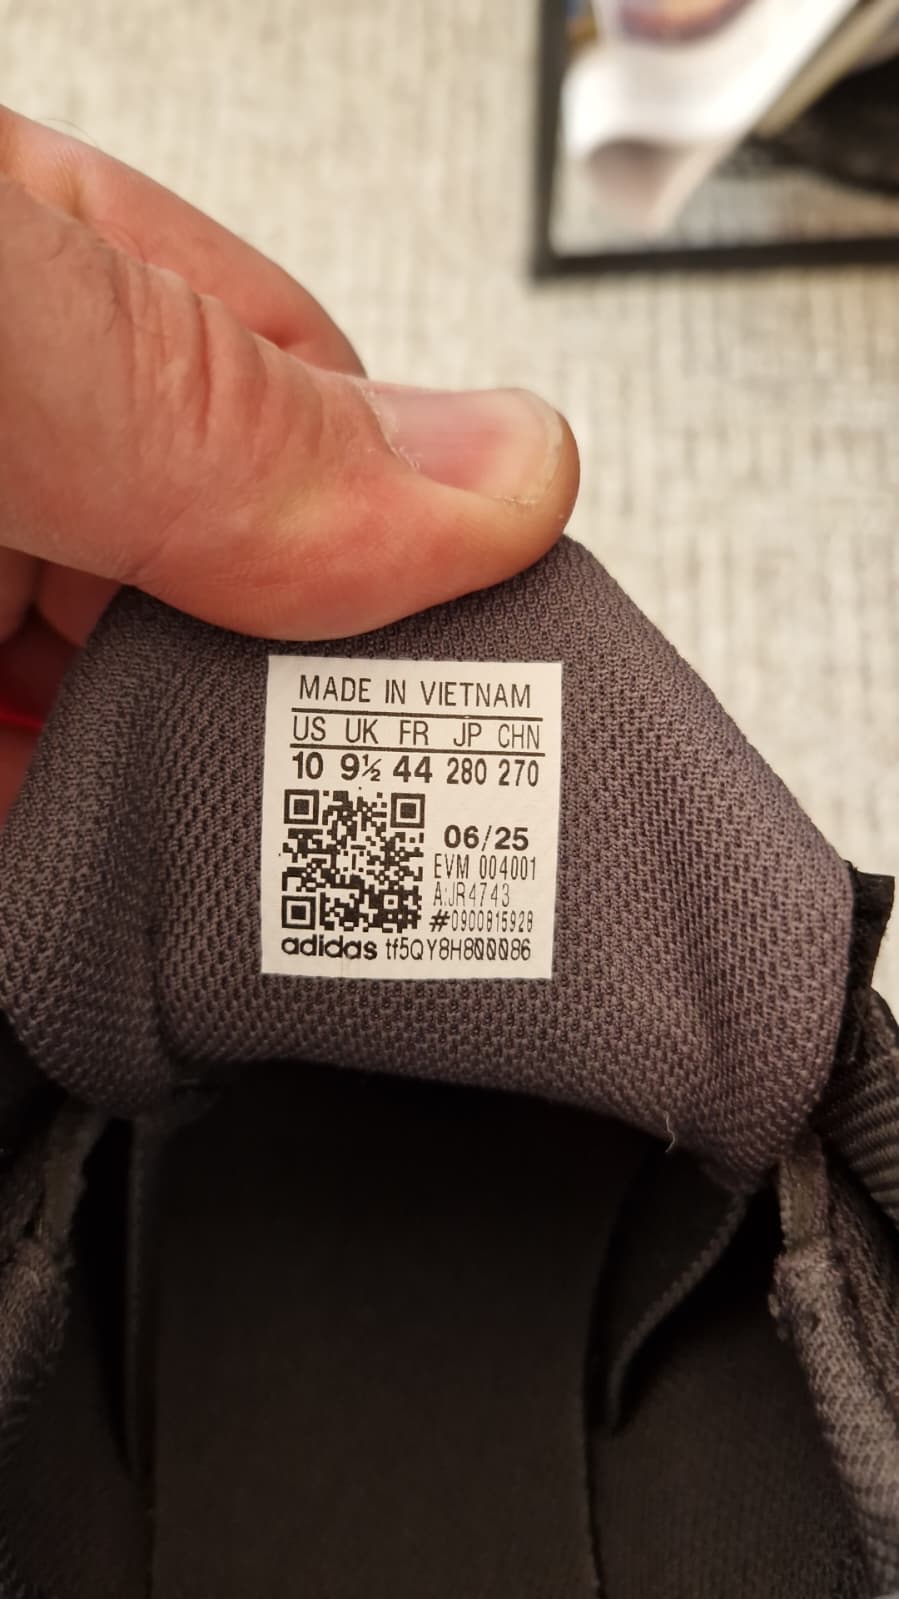 MADE IN VIETNAM
US UK FR JP CHN
10 9½ 44 280 270
06/25
EVM 004001
A:JR4743
#0900815928
adidas tf5QY8H800086